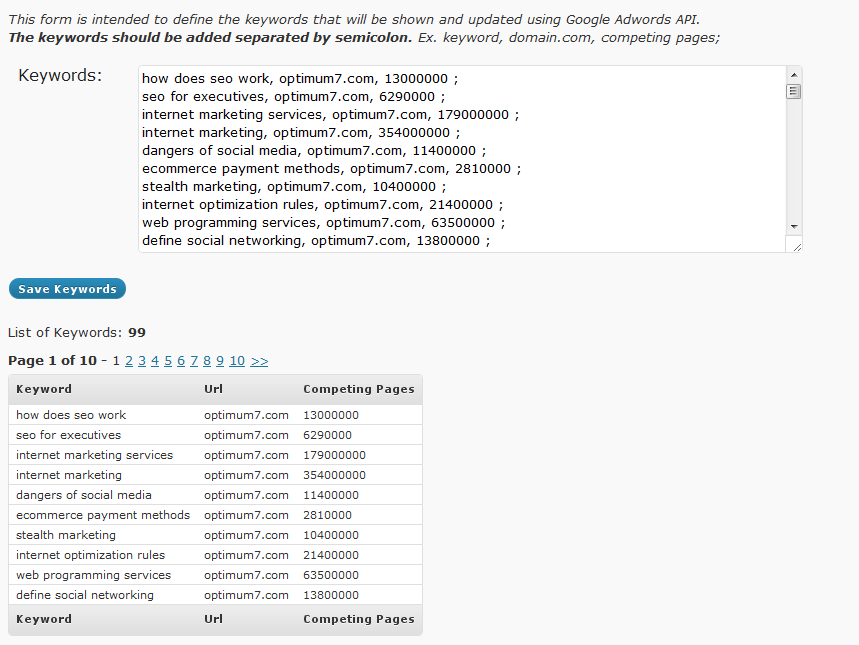 This form is intended to define the keywords that will be shown and updated using Google Adwords API.
The keywords should be added separated by semicolon. Ex. keyword, domain.com, competing pages;
Keywords:
how does seo work, optimum7.com, 13000000 ;
seo for executives, optimum7.com, 6290000 ;
internet marketing services, optimum7.com, 179000000 ;
internet marketing, optimum7.com, 354000000 ;
dangers of social media, optimum7.com, 11400000 ;
ecommerce payment methods, optimum7.com, 2810000 ;
stealth marketing, optimum7.com, 10400000 ;
internet optimization rules, optimum7.com, 21400000 ;
web programming services, optimum7.com, 63500000 ;
define social networking, optimum7.com, 13800000 ;
Save Keywords
List of Keywords: 99
Page 1 of 10 - 1 2 3 4 5 6 7 8 9 10 >>
Keyword Url Competing Pages
how does seo work optimum7.com 13000000
seo for executives optimum7.com 6290000
internet marketing services optimum7.com 179000000
internet marketing optimum7.com 354000000
dangers of social media optimum7.com 11400000
ecommerce payment methods optimum7.com 2810000
stealth marketing optimum7.com 10400000
internet optimization rules optimum7.com 21400000
web programming services optimum7.com 63500000
define social networking optimum7.com 13800000
Keyword Url Competing Pages